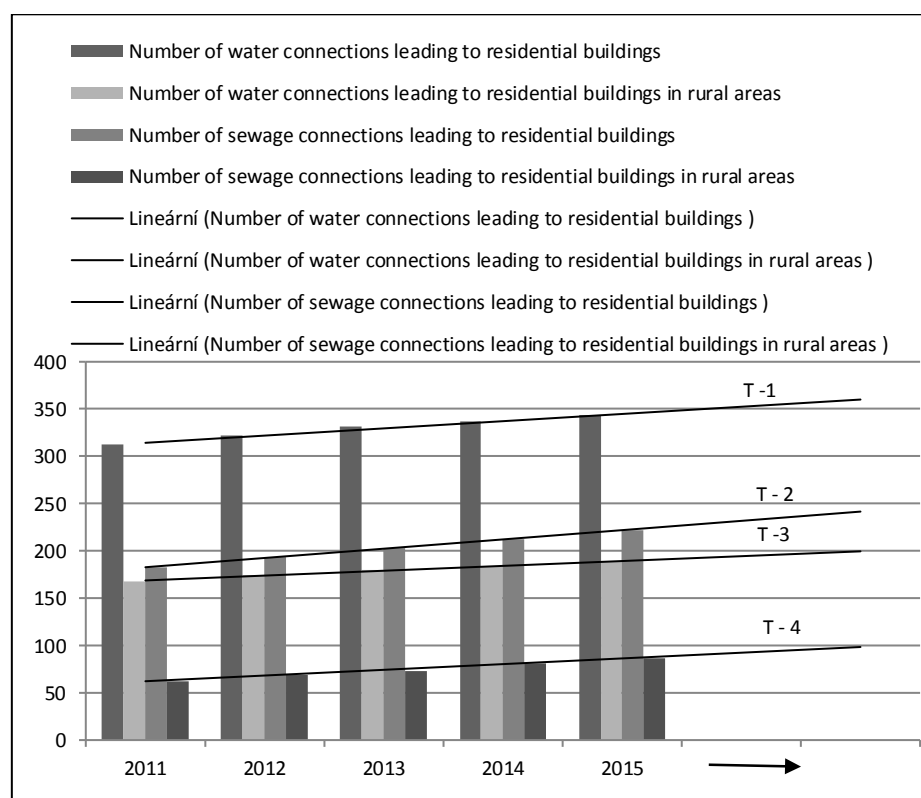 Number of water connections leading to residential buildings
Number of water connections leading to residential buildings in rural areas
Number of sewage connections leading to residential buildings
Number of sewage connections leading to residential buildings in rural areas
Lineární (Number of water connections leading to residential buildings )
Lineární (Number of water connections leading to residential buildings in rural areas )
Lineární (Number of sewage connections leading to residential buildings )
Lineární (Number of sewage connections leading to residential buildings in rural areas )
400
350
300
250
200
150
100
50
0
T -1
T - 2
T -3
T - 4
2011 2012 2013 2014 2015